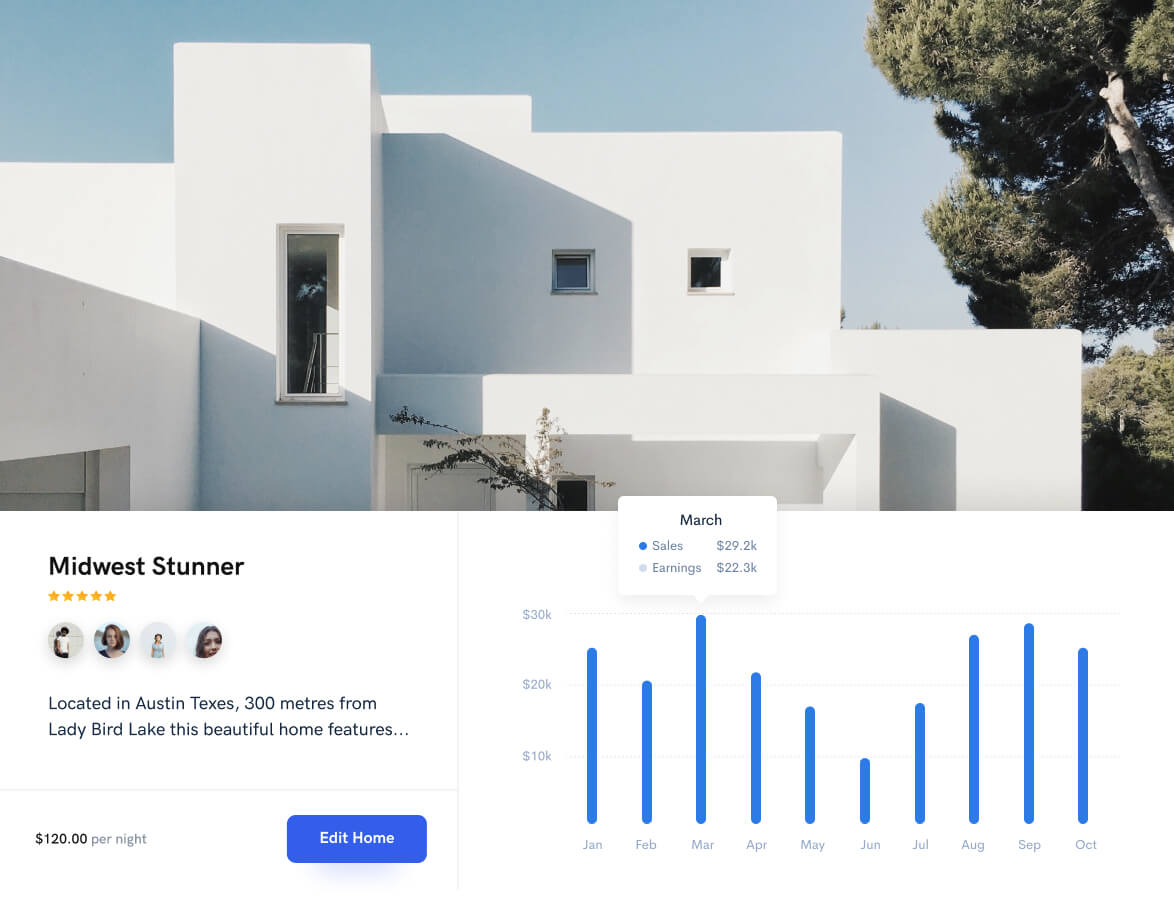 Midwest Stunner
Located in Austin Texes, 300 metres from
Lady Bird Lake this beautiful home features...
$120.00 per night
Edit Home
March
Sales $29.2k
Earnings $22.3k
$30k
$20k
$10k
Jan Feb Mar Apr May Jun Jul Aug Sep Oct